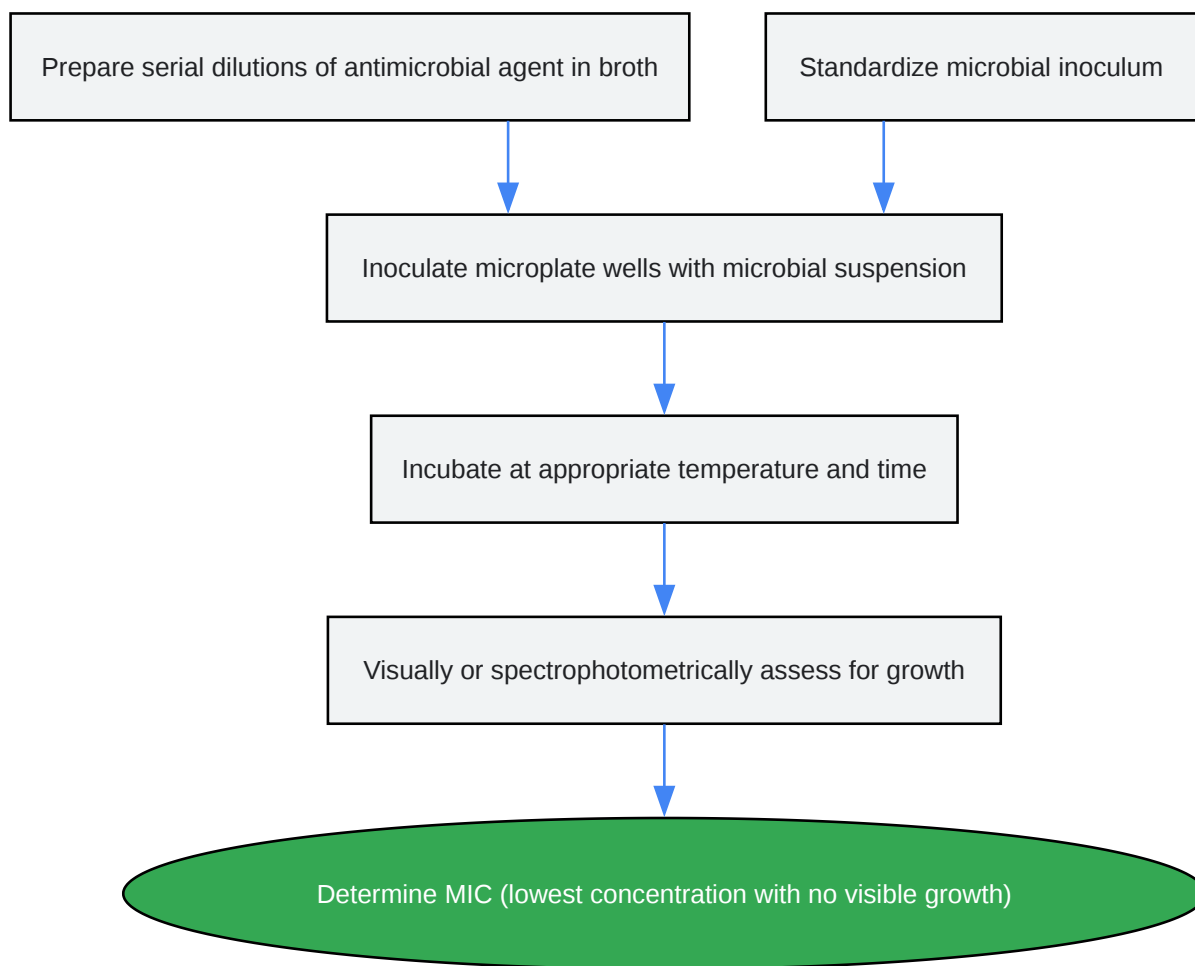 Prepare serial dilutions of antimicrobial agent in broth
Standardize microbial inoculum
Inoculate microplate wells with microbial suspension
Incubate at appropriate temperature and time
Visually or spectrophotometrically assess for growth
Determine MIC (lowest concentration with no visible growth)